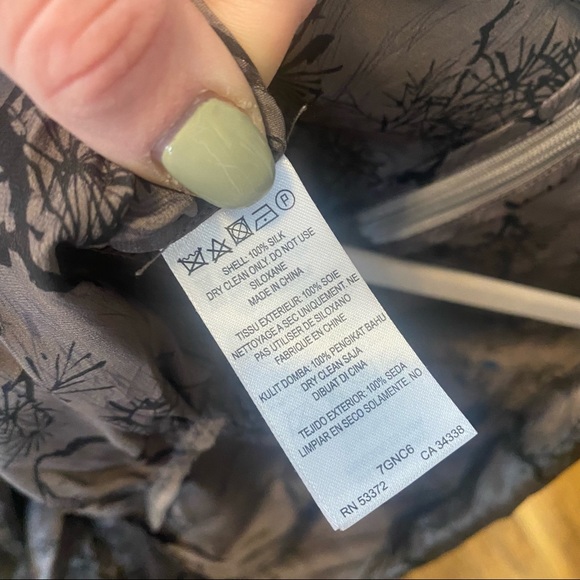 P
SHELL: 100% SILK
DRY CLEAN ONLY. DO NOT USE
SILOXANE
MADE IN CHINA
TISSU EXTERIEUR: 100% SOIE
NETTOYAGE A SEC UNIQUEMENT, NE
PAS UTILISER DE SILOXANO
FABRIQUE EN CHINE
KULIT DOMBA: 100% PENGIKAT BAHU
DRY CLEAN SAJA
DIBUAT DI CINA
TEJIDO EXTERIOR: 100% SEDA
LIMPIAR EN SECO SOLAMENTE. NO
7GNC6
RN 53372 CA 34338